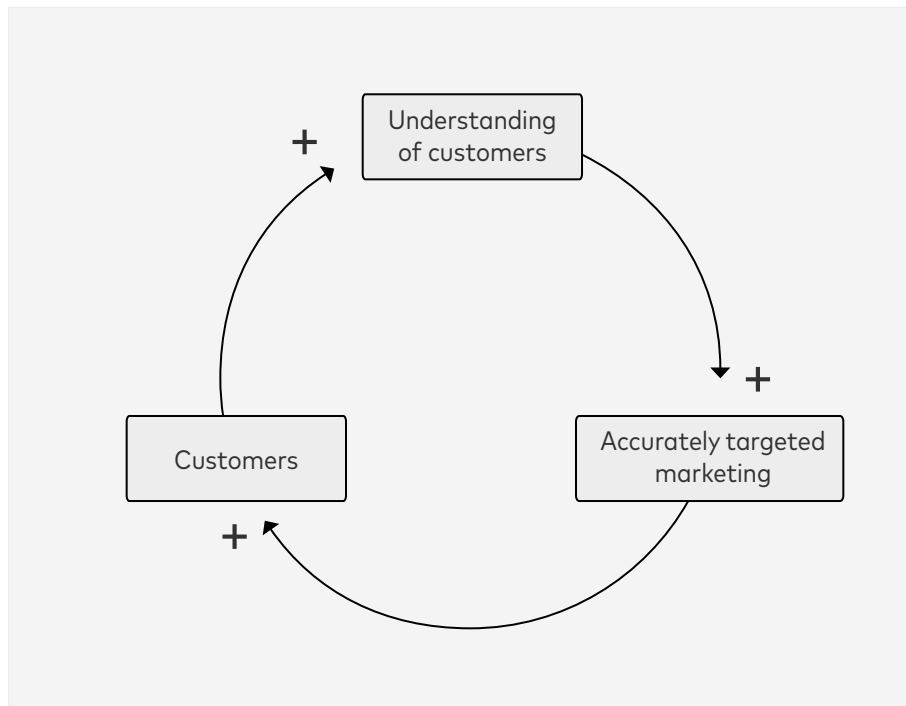 Understanding
of customers
+
+
Accurately targeted
marketing
Customers
+